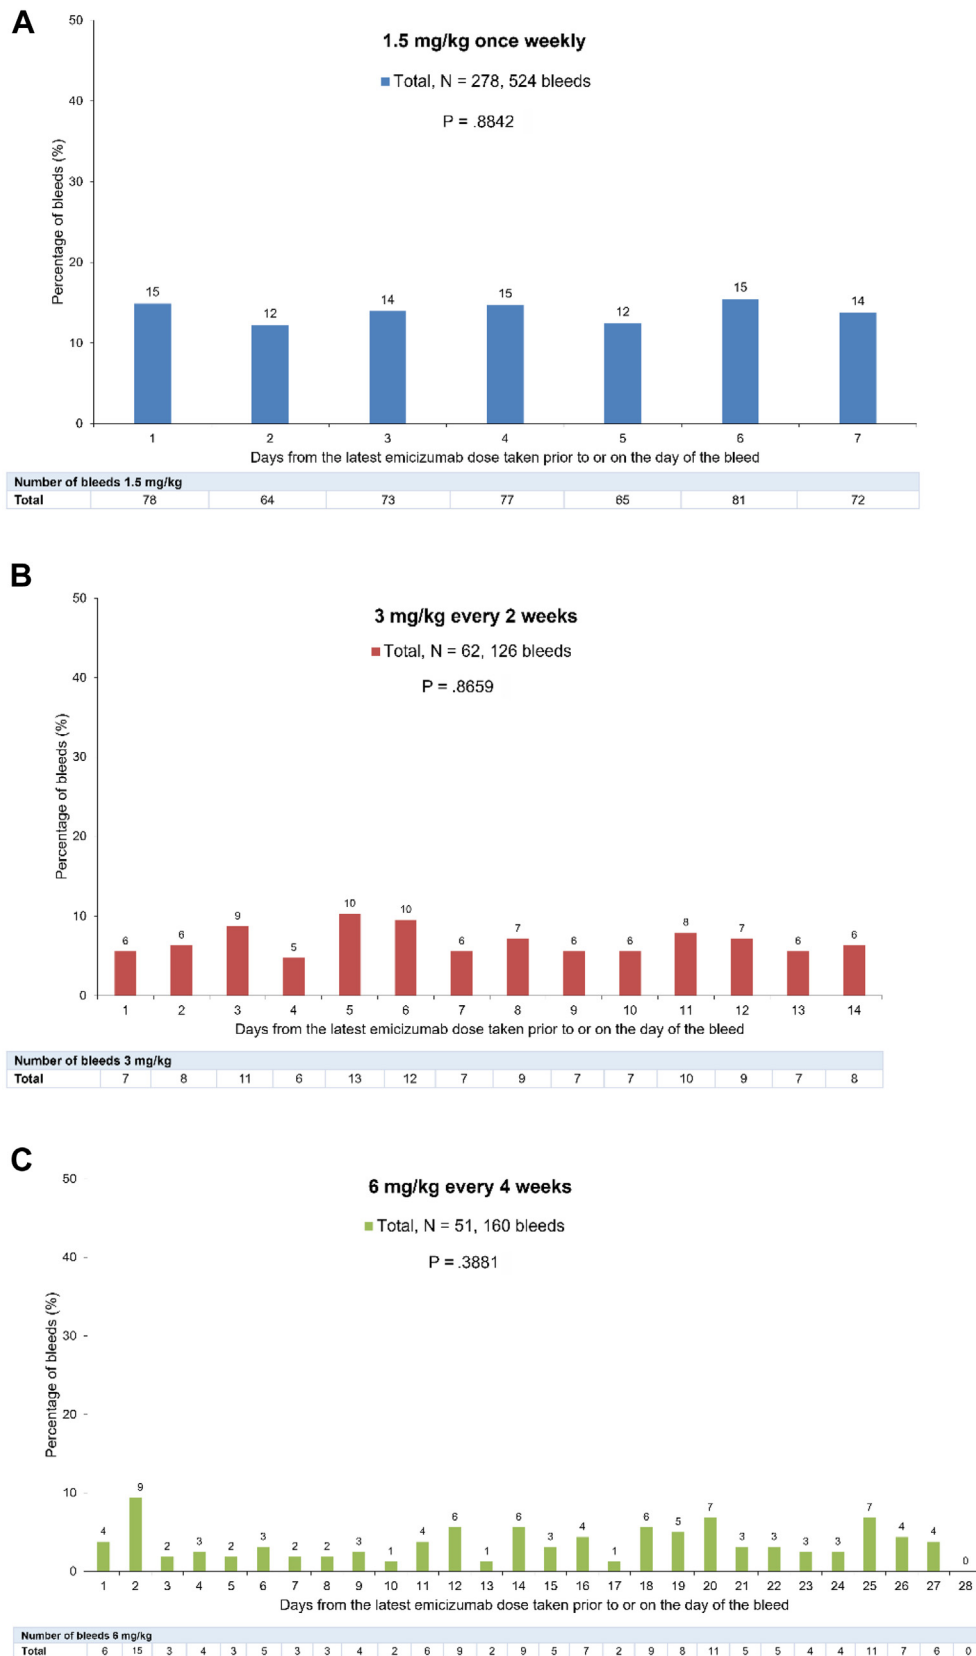 A
1.5 mg/kg once weekly
Total, N = 278, 524 bleeds
P = .8842
Percentage of bleeds (%)
50
40
30
20
10
0
15 12 14 15 12 15 14
1 2 3 4 5 6 7
Days from the latest emicizumab dose taken prior to or on the day of the bleed
Number of bleeds 1.5 mg/kg
Total 78 64 73 77 65 81 72
B
3 mg/kg every 2 weeks
Total, N = 62, 126 bleeds
P = .8659
Percentage of bleeds (%)
50
40
30
20
10
0
6 6 9 5 10 10 6 7 6 6 8 7 6 6
1 2 3 4 5 6 7 8 9 10 11 12 13 14
Days from the latest emicizumab dose taken prior to or on the day of the bleed
Number of bleeds 3 mg/kg
Total 7 8 11 6 13 12 7 9 7 7 10 9 7 8
C
6 mg/kg every 4 weeks
Total, N = 51, 160 bleeds
P = .3881
Percentage of bleeds (%)
50
40
30
20
10
0
4 9 2 3 2 3 2 2 3 1 4 6 1 6 3 4 1 6 5 7 3 3 3 3 7 4 4 0
1 2 3 4 5 6 7 8 9 10 11 12 13 14 15 16 17 18 19 20 21 22 23 24 25 26 27 28
Days from the latest emicizumab dose taken prior to or on the day of the bleed
Number of bleeds 6 mg/kg
Total 6 15 3 4 3 5 3 3 4 2 6 9 2 9 5 7 2 9 8 11 5 5 4 4 11 7 6 0